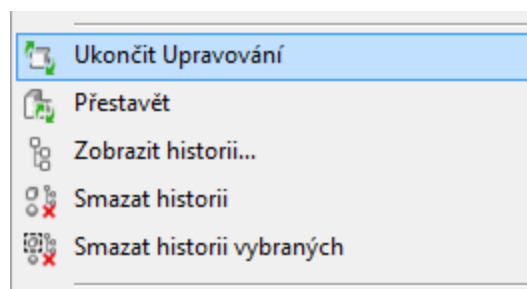 Ukončit Upravování
Přestavět
Zobrazit historii...
Smazat historii
Smazat historii vybraných